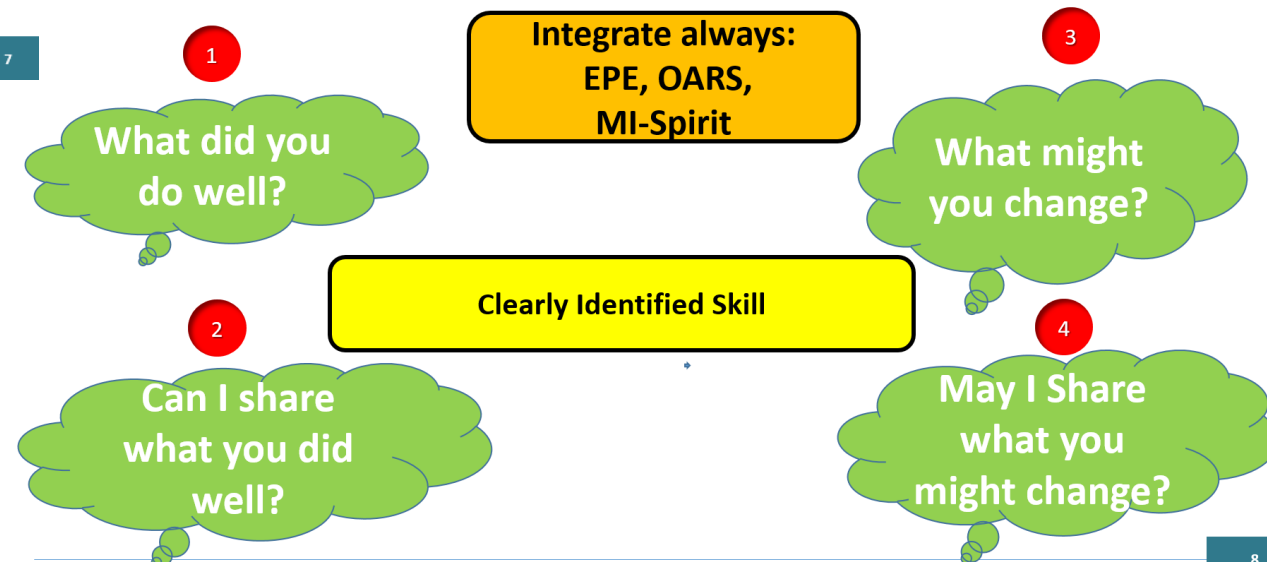 7
1
What did you
do well?
Integrate always:
EPE, OARS,
MI-Spirit
3
What might
you change?
Clearly Identified Skill
2
Can I share
what you did
well?
4
May I Share
what you
might change?
8